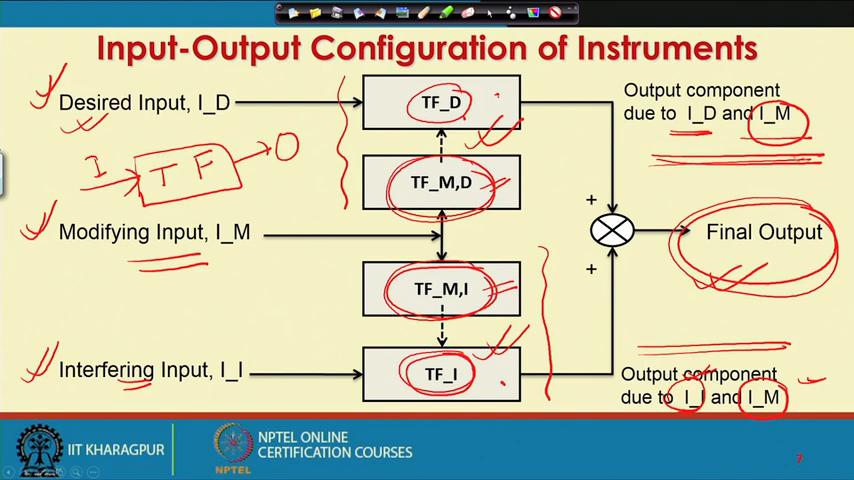 Input-Output Configuration of Instruments
Desired Input, I_D
TF_D
Output component
due to I_D and I_M
I
T F
O
TF_M,D
Modifying Input, I_M
+
Final Output
+
TF_M,I
Interfering Input, I_I
TF_I
Output component
due to I_I and I_M
IIT KHARAGPUR
NPTEL
NPTEL ONLINE
CERTIFICATION COURSES
7